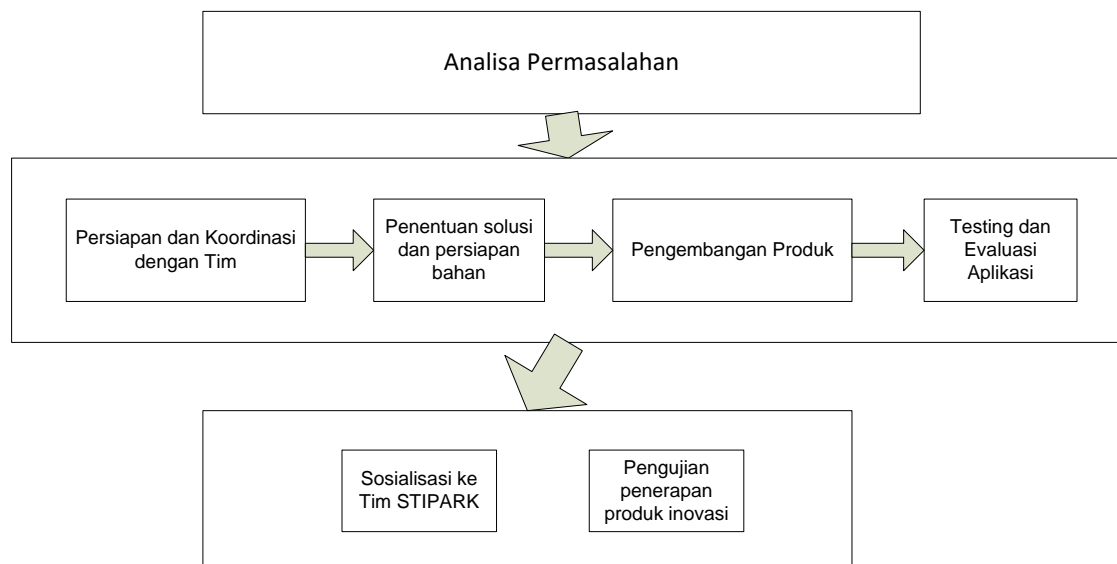 Analisa Permasalahan
Persiapan dan Koordinasi
dengan Tim
Penentuan solusi
dan persiapan
bahan
Pengembangan Produk
Testing dan
Evaluasi
Aplikasi
Sosialisasi ke
Tim STIPARK
Pengujian
penerapan
produk inovasi